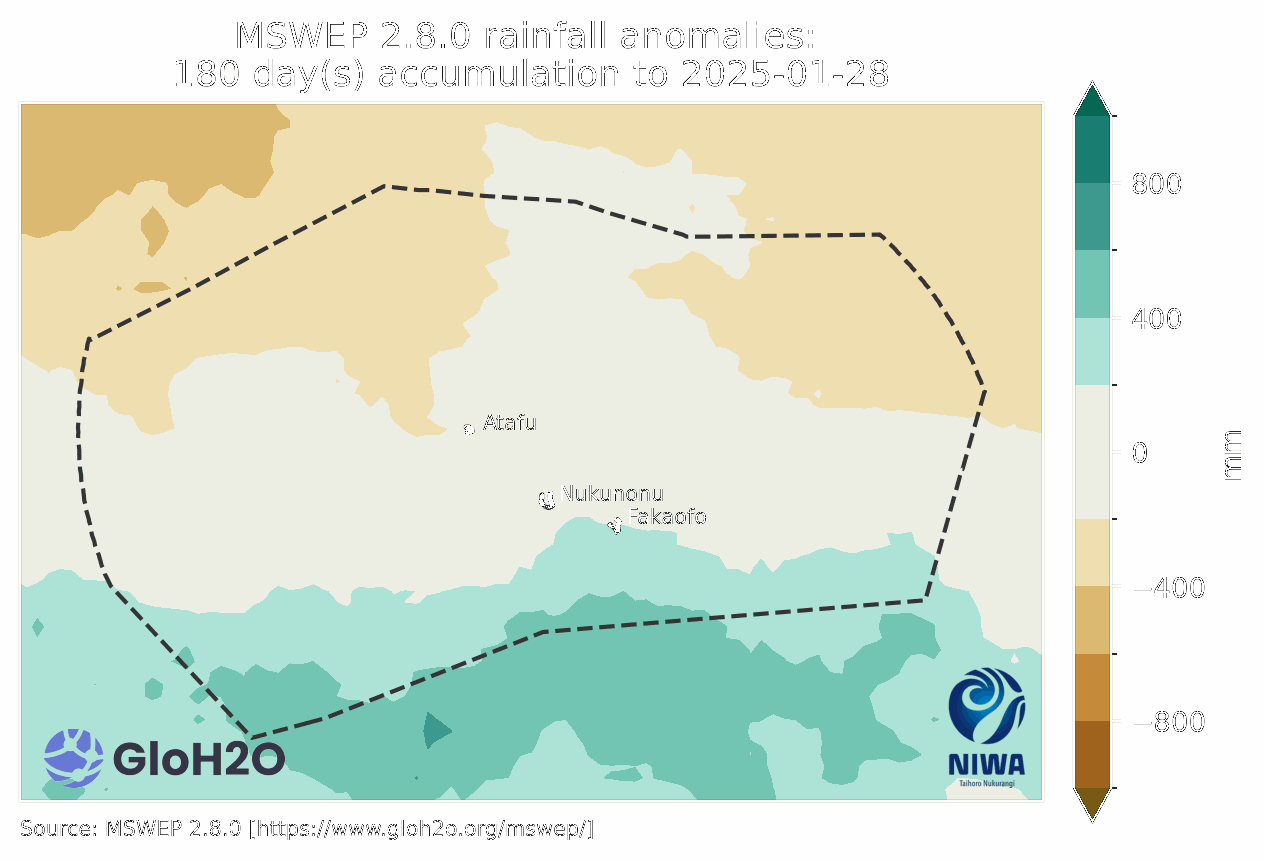 MSWEP 2.8.0 rainfall anomalies:
180 day(s) accumulation to 2025-01-28
800
400
0
−400
−800
mm
Atafu
Nukunonu
Fakaofo
GloH2O
NIWA
Taihoro Nukurangi
Source: MSWEP 2.8.0 [https://www.gloh2o.org/mswep/]